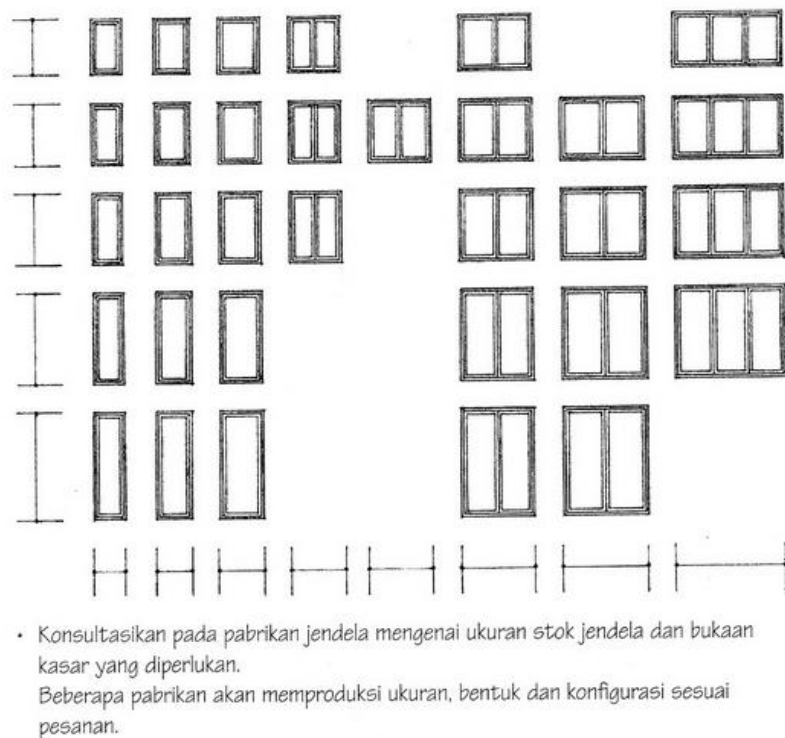 • Konsultasikan pada pabrikan jendela mengenai ukuran stok jendela dan bukaan
kasar yang diperlukan.
Beberapa pabrikan akan memproduksi ukuran, bentuk dan konfigurasi sesuai
pesanan.